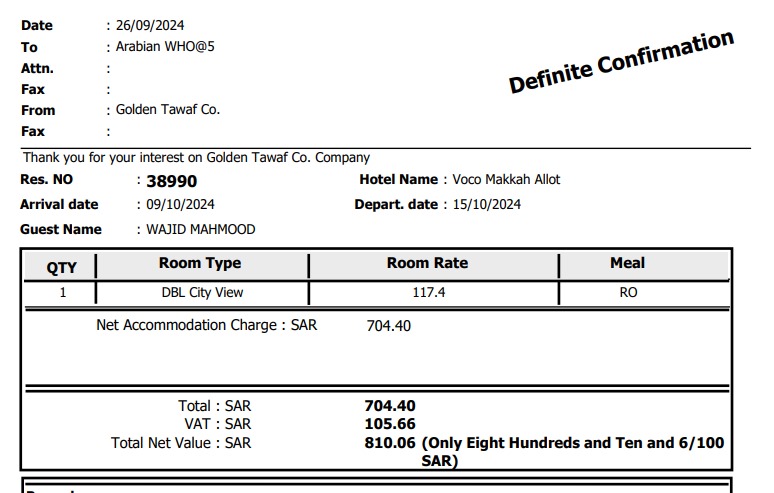 Date : 26/09/2024
To : Arabian WHO@5
Attn. :
Fax :
From : Golden Tawaf Co.
Fax :
Definite Confirmation
Thank you for your interest on Golden Tawaf Co. Company
Res. NO : 38990 Hotel Name : Voco Makkah Allot
Arrival date : 09/10/2024 Depart. date : 15/10/2024
Guest Name : WAJID MAHMOOD
QTY Room Type Room Rate Meal
1 DBL City View 117.4 RO
Net Accommodation Charge : SAR 704.40
Total : SAR 704.40
VAT : SAR 105.66
Total Net Value : SAR 810.06 (Only Eight Hundreds and Ten and 6/100
SAR)